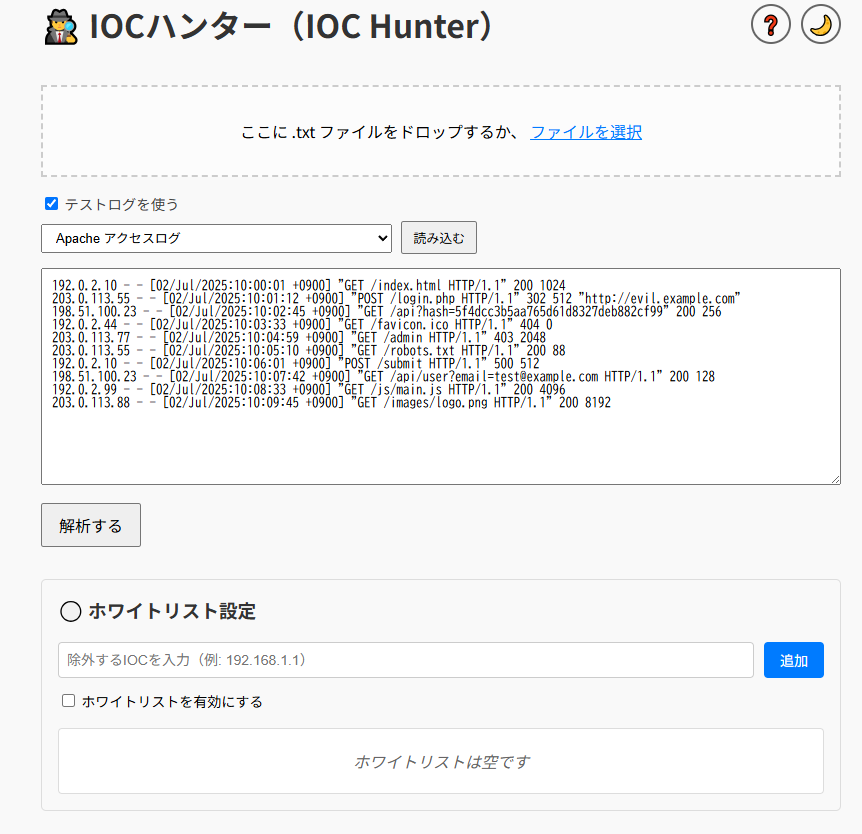 IOCハンター（IOC Hunter）
ここに .txt ファイルをドロップするか、 ファイルを選択
テストログを使う
Apache アクセスログ
読み込む
192.0.2.10 - - [02/Jul/2025:10:00:01 +0900] "GET /index.html HTTP/1.1" 200 1024
203.0.113.55 - - [02/Jul/2025:10:01:12 +0900] "POST /login.php HTTP/1.1" 302 512 "http://evil.example.com"
198.51.100.23 - - [02/Jul/2025:10:02:45 +0900] "GET /api?hash=5f4dcc3b5aa765d61d8327deb882cf99" 200 256
192.0.2.44 - - [02/Jul/2025:10:03:33 +0900] "GET /favicon.ico HTTP/1.1" 404 0
203.0.113.77 - - [02/Jul/2025:10:04:59 +0900] "GET /admin HTTP/1.1" 403 2048
203.0.113.55 - - [02/Jul/2025:10:05:10 +0900] "GET /robots.txt HTTP/1.1" 200 88
192.0.2.10 - - [02/Jul/2025:10:06:01 +0900] "POST /submit HTTP/1.1" 500 512
198.51.100.23 - - [02/Jul/2025:10:07:42 +0900] "GET /api/user?email=test@example.com HTTP/1.1" 200 128
192.0.2.99 - - [02/Jul/2025:10:08:33 +0900] "GET /js/main.js HTTP/1.1" 200 4096
203.0.113.88 - - [02/Jul/2025:10:09:45 +0900] "GET /images/logo.png HTTP/1.1" 200 8192
解析する
ホワイトリスト設定
除外するIOCを入力（例: 192.168.1.1）
追加
ホワイトリストを有効にする
ホワイトリストは空です